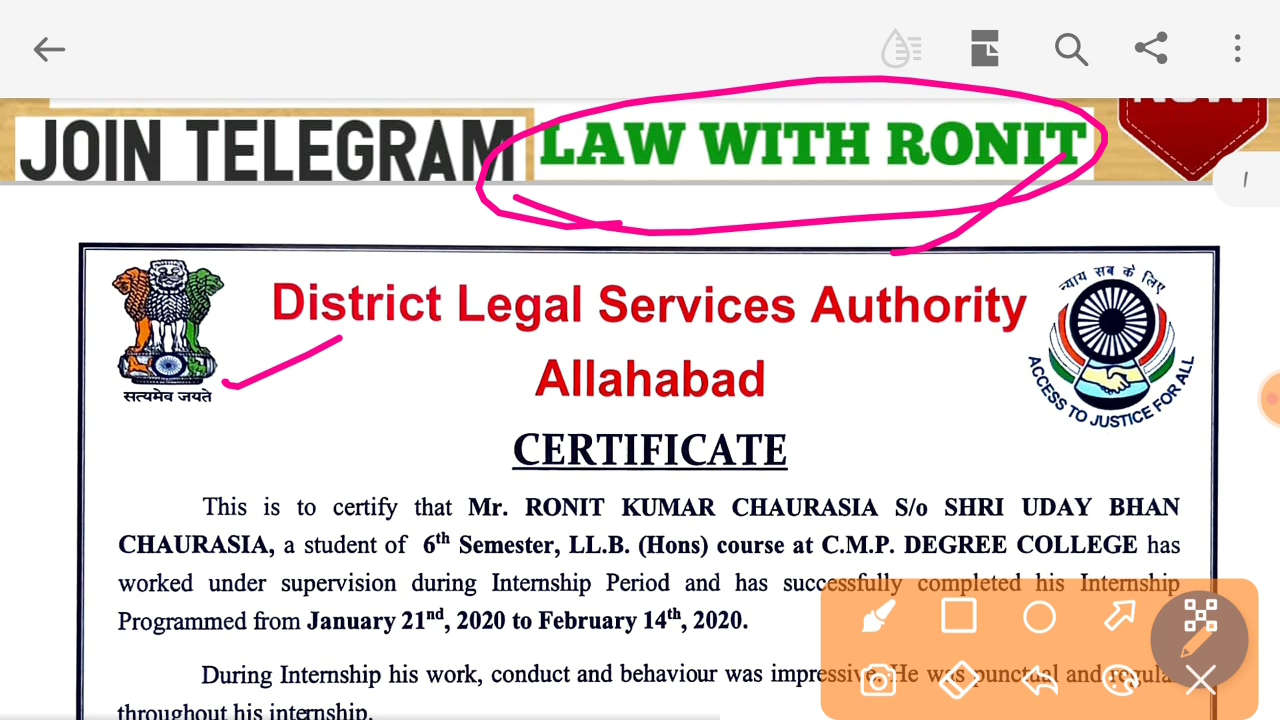 JOIN TELEGRAM LAW WITH RONIT
District Legal Services Authority
Allahabad
सत्यमेव जयते
न्याय सब के लिए
ACCESS TO JUSTICE FOR ALL
CERTIFICATE
This is to certify that Mr. RONIT KUMAR CHAURASIA S/o SHRI UDAY BHAN
CHAURASIA, a student of 6th Semester, LL.B. (Hons) course at C.M.P. DEGREE COLLEGE has
worked under supervision during Internship Period and has successfully completed his Internship
Programmed from January 21nd, 2020 to February 14th, 2020.
During Internship his work, conduct and behaviour was impressive. He was punctual and regula
throughout his internship.